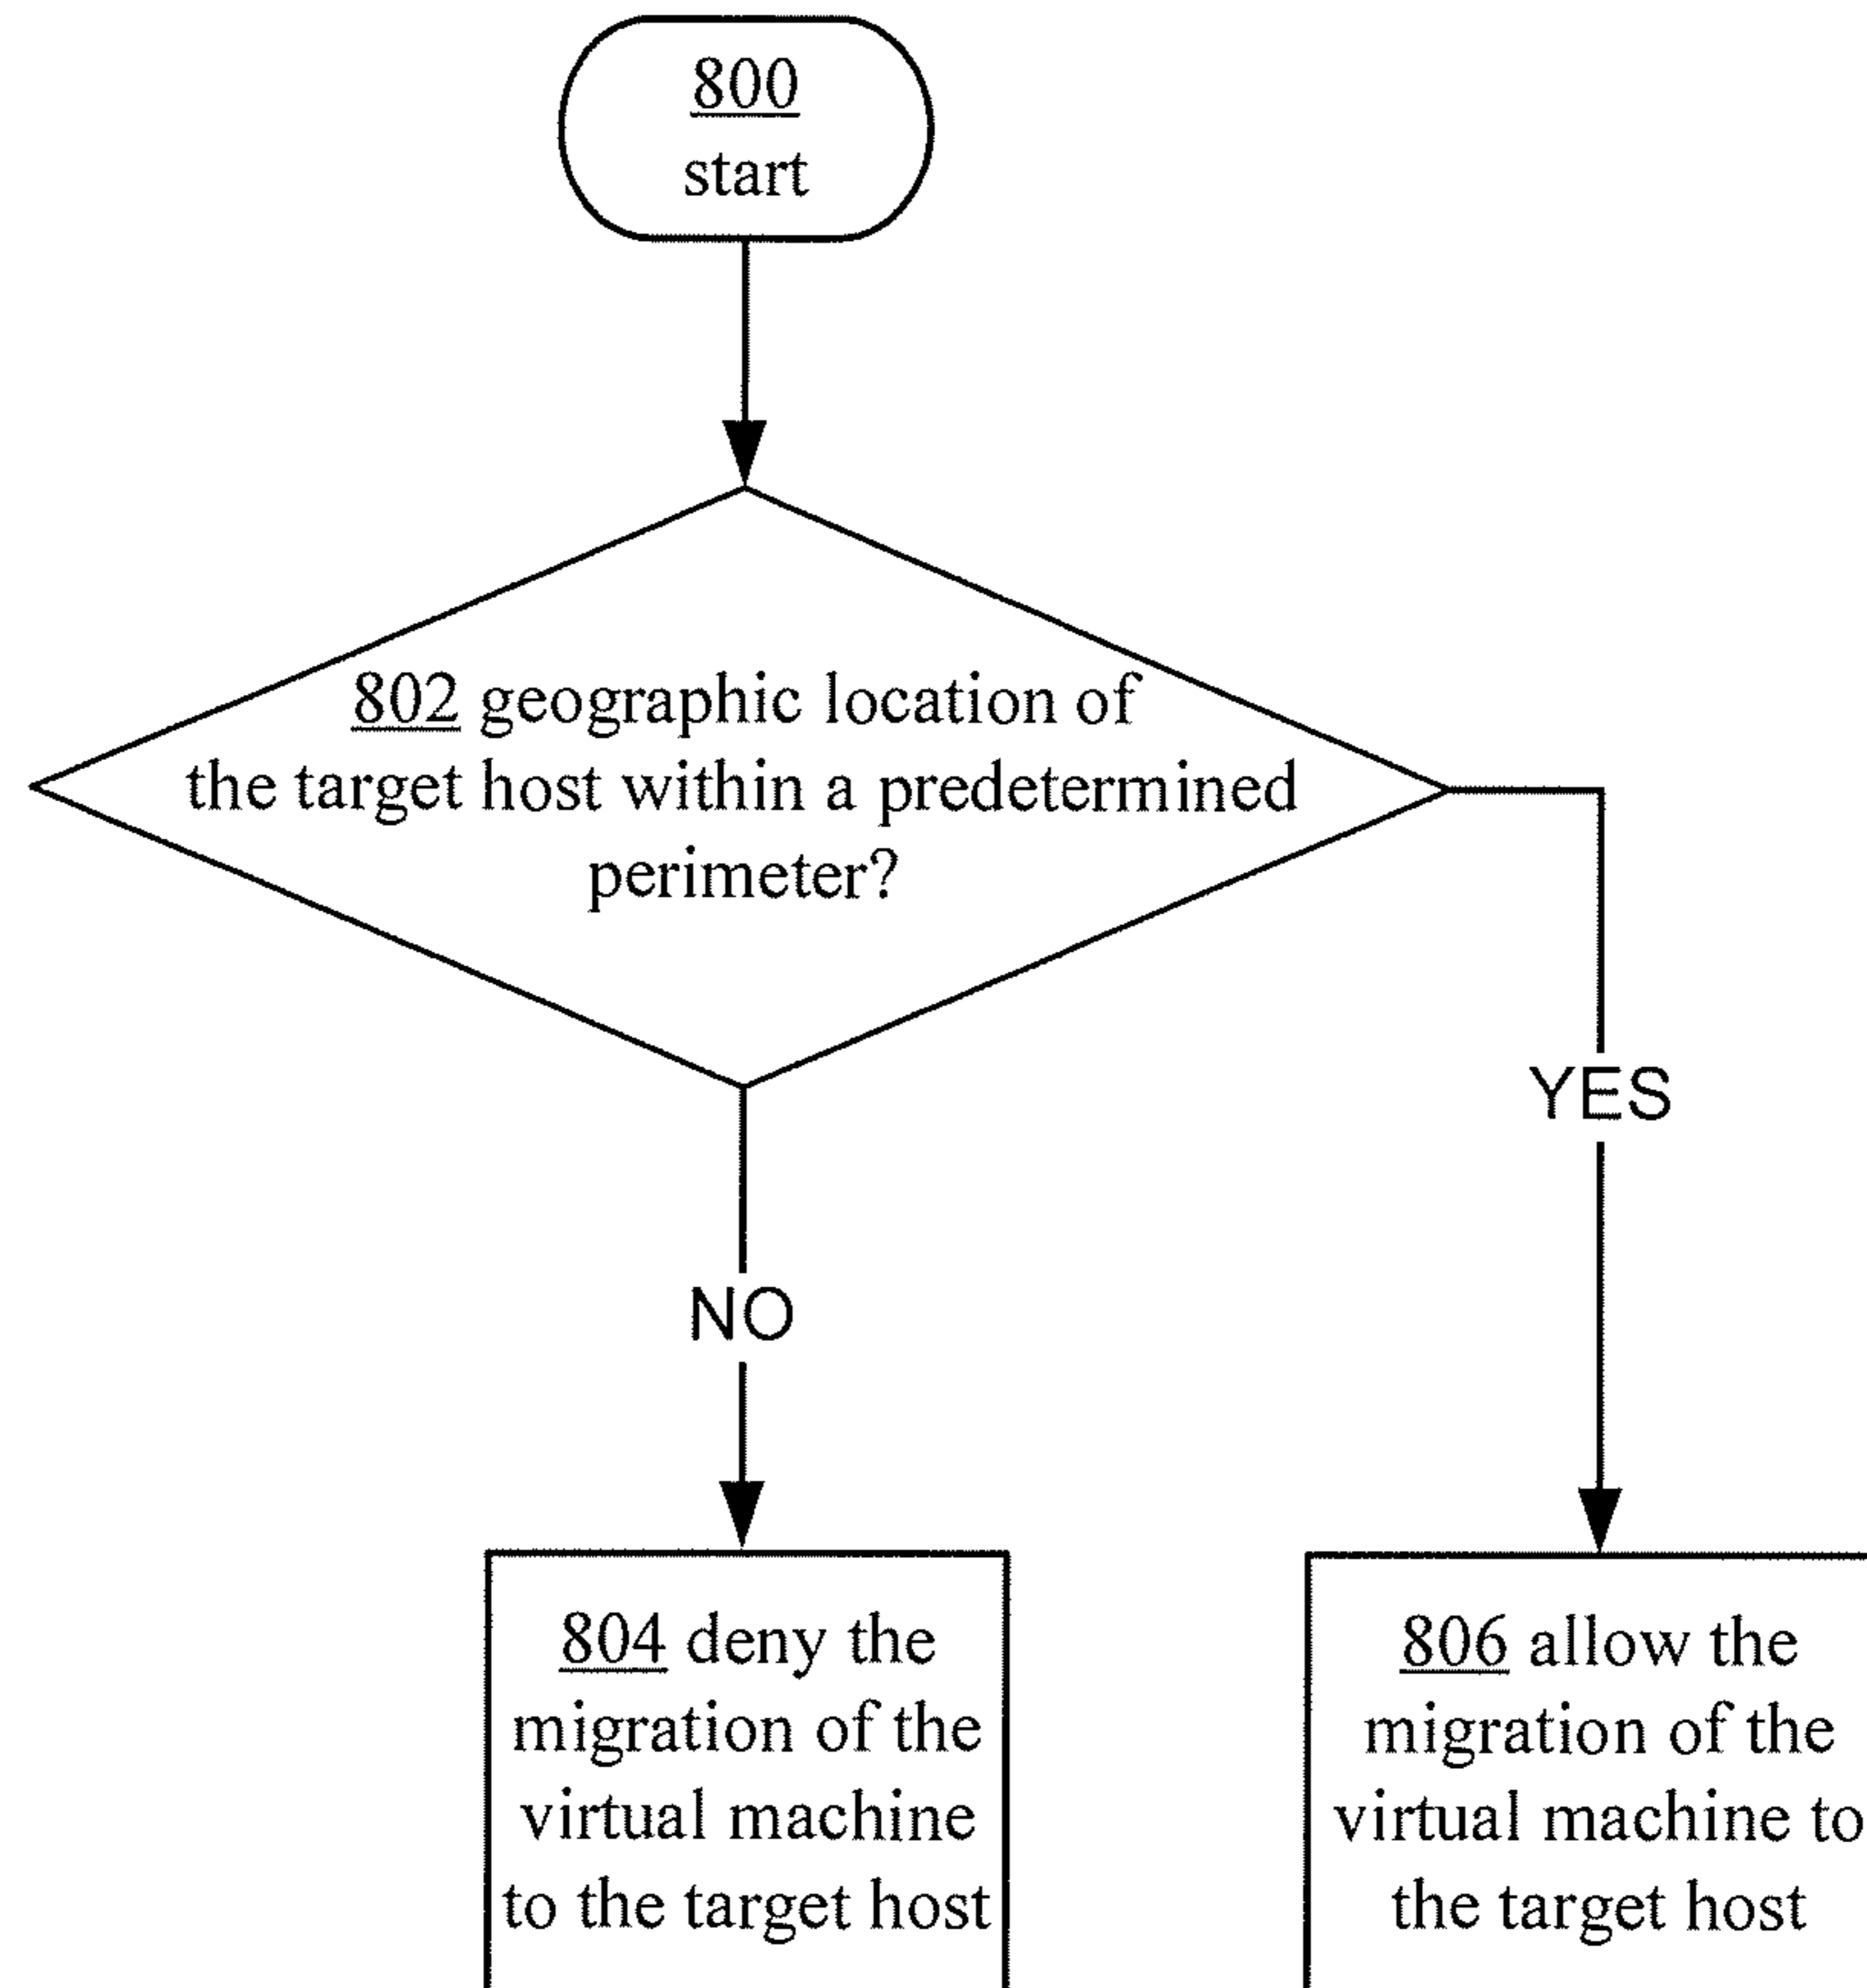 800
start
802 geographic location of
the target host within a predetermined
perimeter?
YES
NO
804 deny the
migration of the
virtual machine
to the target host
806 allow the
migration of the
virtual machine to
the target host